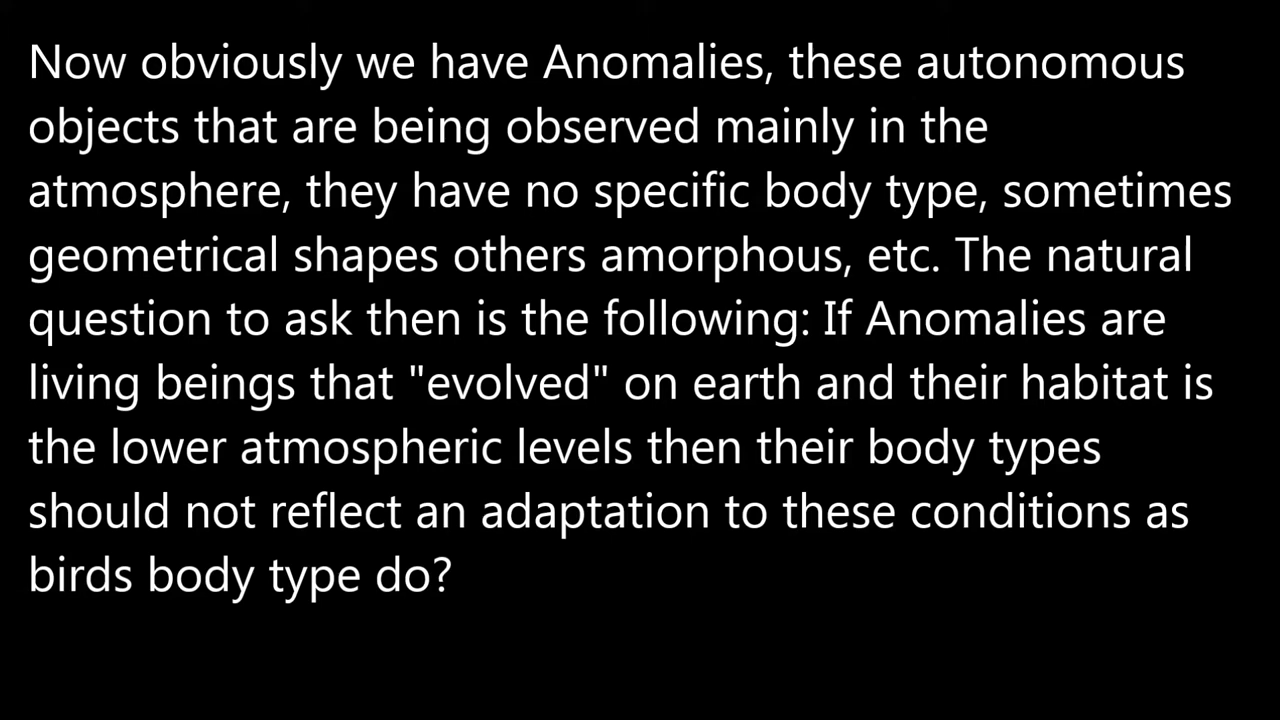 Now obviously we have Anomalies, these autonomous
objects that are being observed mainly in the
atmosphere, they have no specific body type, sometimes
geometrical shapes others amorphous, etc. The natural
question to ask then is the following: If Anomalies are
living beings that "evolved" on earth and their habitat is
the lower atmospheric levels then their body types
should not reflect an adaptation to these conditions as
birds body type do?